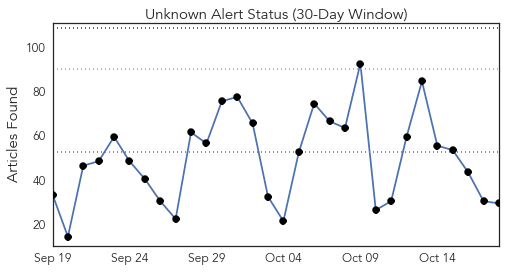 Unknown Alert Status (30-Day Window)
Articles Found
100
80
60
40
20
Sep 19 Sep 24 Sep 29 Oct 04 Oct 09 Oct 14